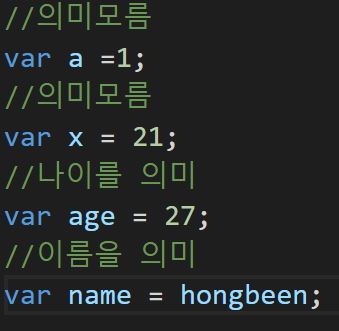 //의미모름
var a =1;
//의미모름
var x = 21;
//나이를 의미
var age = 27;
//이름을 의미
var name = hongbeen;